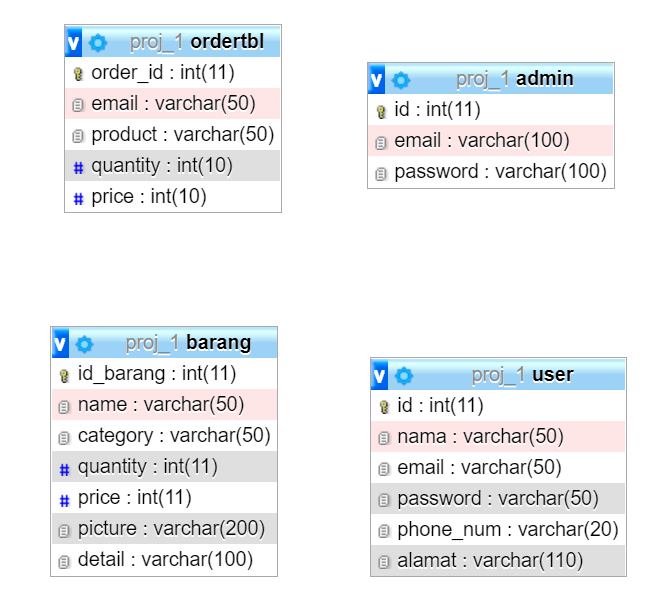 v proj_1 ordertbl
order_id : int(11)
email : varchar(50)
product : varchar(50)
# quantity : int(10)
# price : int(10)
v proj_1 admin
id : int(11)
email : varchar(100)
password : varchar(100)
v proj_1 barang
id_barang : int(11)
name : varchar(50)
category : varchar(50)
# quantity : int(11)
# price : int(11)
picture : varchar(200)
detail : varchar(100)
v proj_1 user
id : int(11)
nama : varchar(50)
email : varchar(50)
password : varchar(50)
phone_num : varchar(20)
alamat : varchar(110)